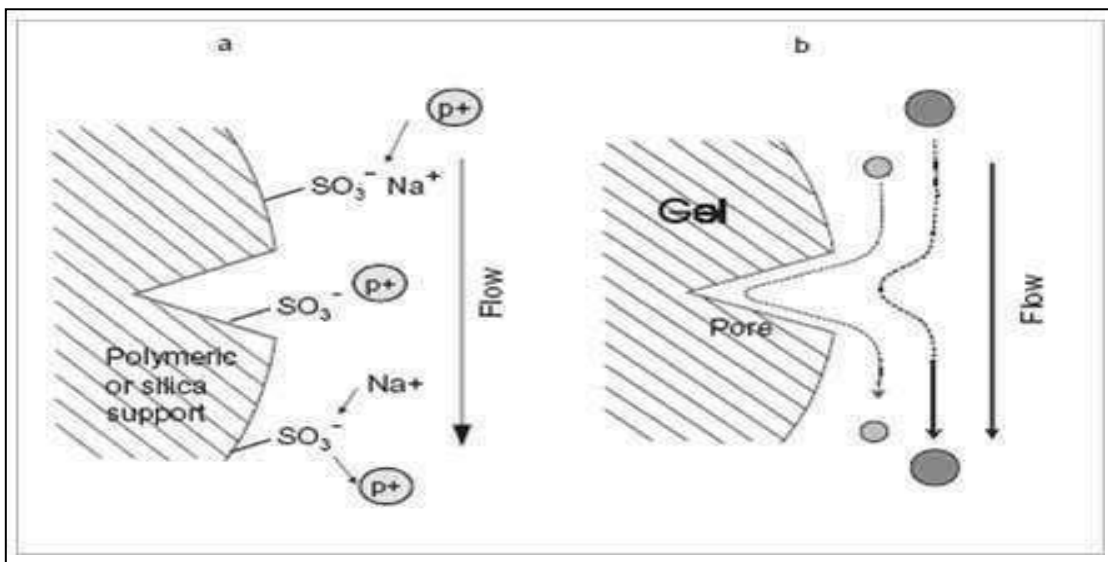 a
p+
SO₃⁻ Na⁺
SO₃⁻ p+
Flow
Polymeric
or silica
support
Na+
SO₃⁻
p+
b
Gel
Pore
Flow